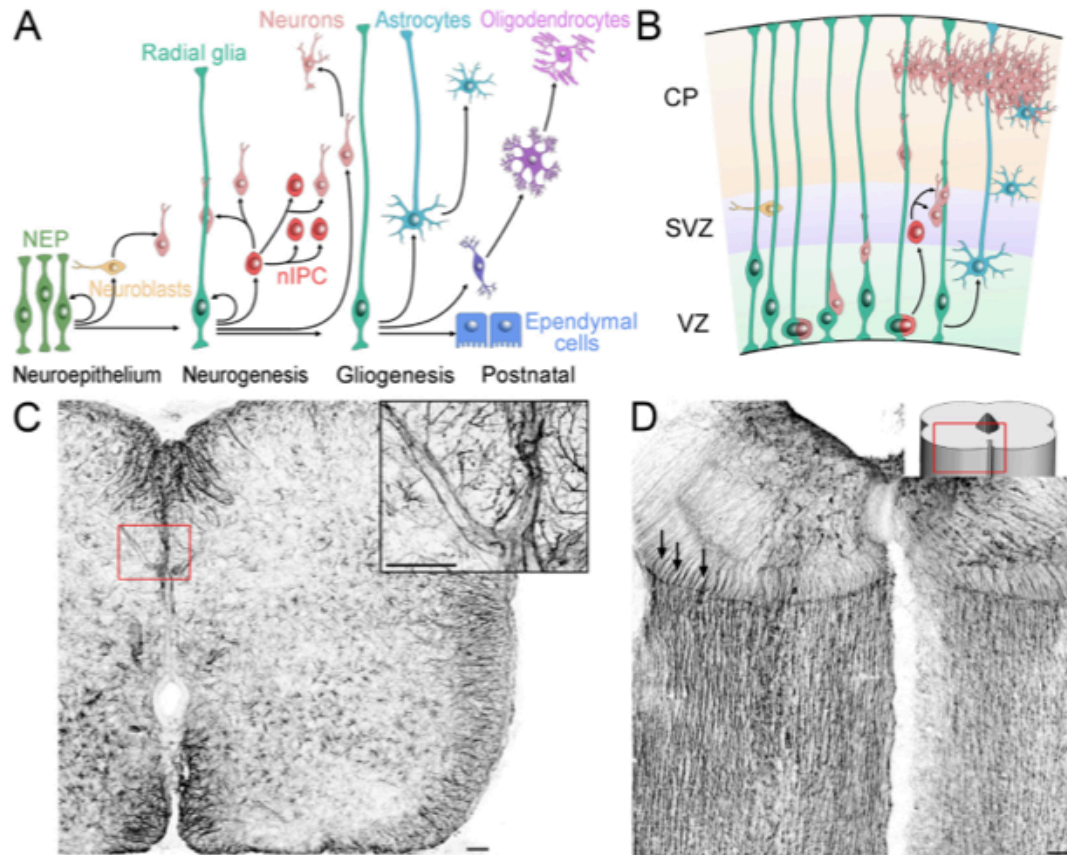 A
Neurons
Astrocytes
Oligodendrocytes
Radial glia
NEP
Neuroblasts
nIPC
Ependymal
cells
Neuroepithelium
Neurogenesis
Gliogenesis
Postnatal
B
CP
SVZ
VZ
C
D